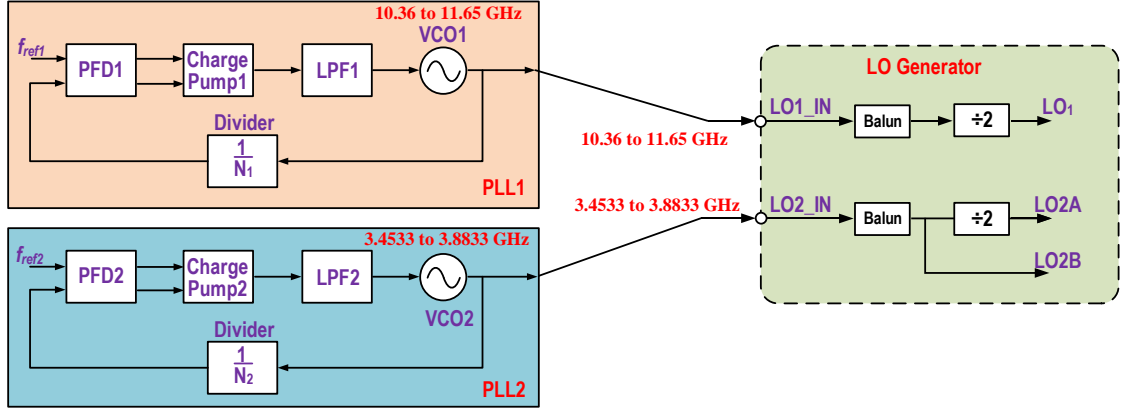 10.36 to 11.65 GHz
VCO1
fref1
PFD1
Charge
Pump1
LPF1
Divider
1
N1
PLL1
10.36 to 11.65 GHz
3.4533 to 3.8833 GHz
3.4533 to 3.8833 GHz
fref2
PFD2
Charge
Pump2
LPF2
VCO2
Divider
1
N2
PLL2
LO Generator
LO1_IN
Balun
÷2
LO1
LO2_IN
Balun
÷2
LO2A
LO2B